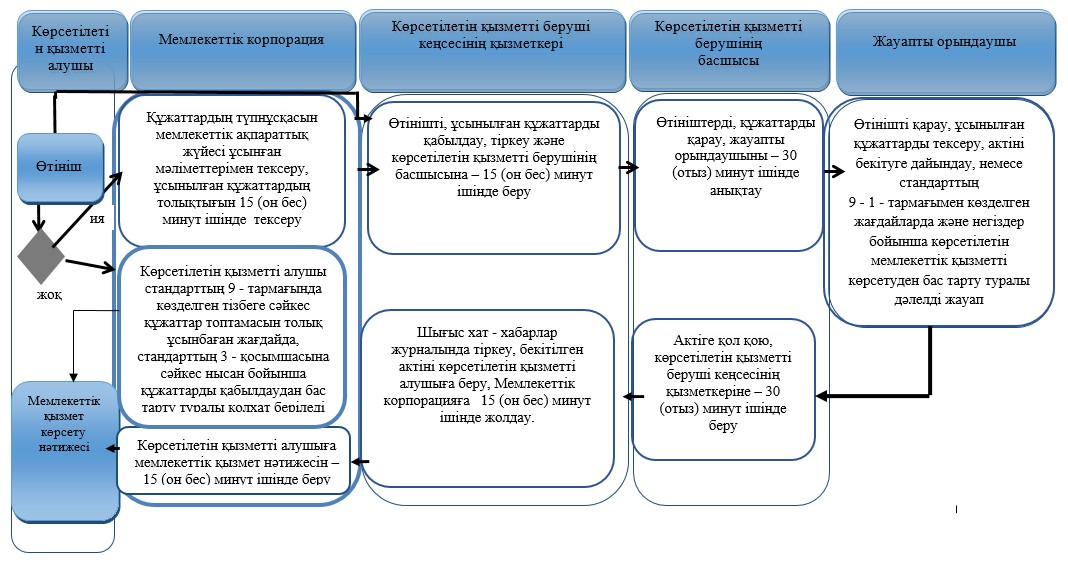 Көрсетілеті
н қызметті
алушы
Мемлекеттік корпорация
Көрсетілетін қызметті беруші
кеңсесінің қызметкері
Көрсетілетін қызметті
берушінің
басшысы
Жауапты орындаушы
Өтініш
ия
жоқ
Құжаттардың түпнұсқасын
мемлекеттік ақпараттық
жүйесі ұсынған
мәліметтерімен тексеру,
ұсынылған құжаттардың
толықтығын 15 (он бес)
минут ішінде тексеру
Өтінішті, ұсынылған құжаттарды
қабылдау, тіркеу және
көрсетілетін қызметті берушінің
басшысына – 15 (он бес) минут
ішінде беру
Өтініштерді, құжаттарды
қарау, жауапты
орындаушыны – 30
(отыз) минут ішінде
анықтау
Өтінішті қарау, ұсынылған
құжаттарды тексеру, актіні
бекітуге дайындау, немесе
стандарттың
9 - 1 - тармағымен көзделген
жағдайларда және негіздер
бойынша көрсетілетін
мемлекеттік қызметті
көрсетуден бас тарту туралы
дәлелді жауап
Көрсетілетін қызметті алушы
стандарттың 9 - тармағында
көзделген тізбеге сәйкес
құжаттар топтамасын толық
ұсынбаған жағдайда,
стандарттың 3 - қосымшасына
сәйкес нысан бойынша
құжаттарды қабылдаудан бас
тарту туралы қолхат беріледі
Шығыс хат - хабарлар
журналында тіркеу, бекітілген
актіні көрсетілетін қызметті
алушыға беру, Мемлекеттік
корпорацияға 15 (он бес) минут
ішінде жолдау.
Актіге қол қою,
көрсетілетін қызметті
беруші кеңсесінің
қызметкеріне – 30
(отыз) минут ішінде
беру
Мемлекеттік
қызмет
көрсету
нәтижесі
Көрсетілетін қызметті алушыға
мемлекеттік қызмет нәтижесін –
15 (он бес) минут ішінде беру